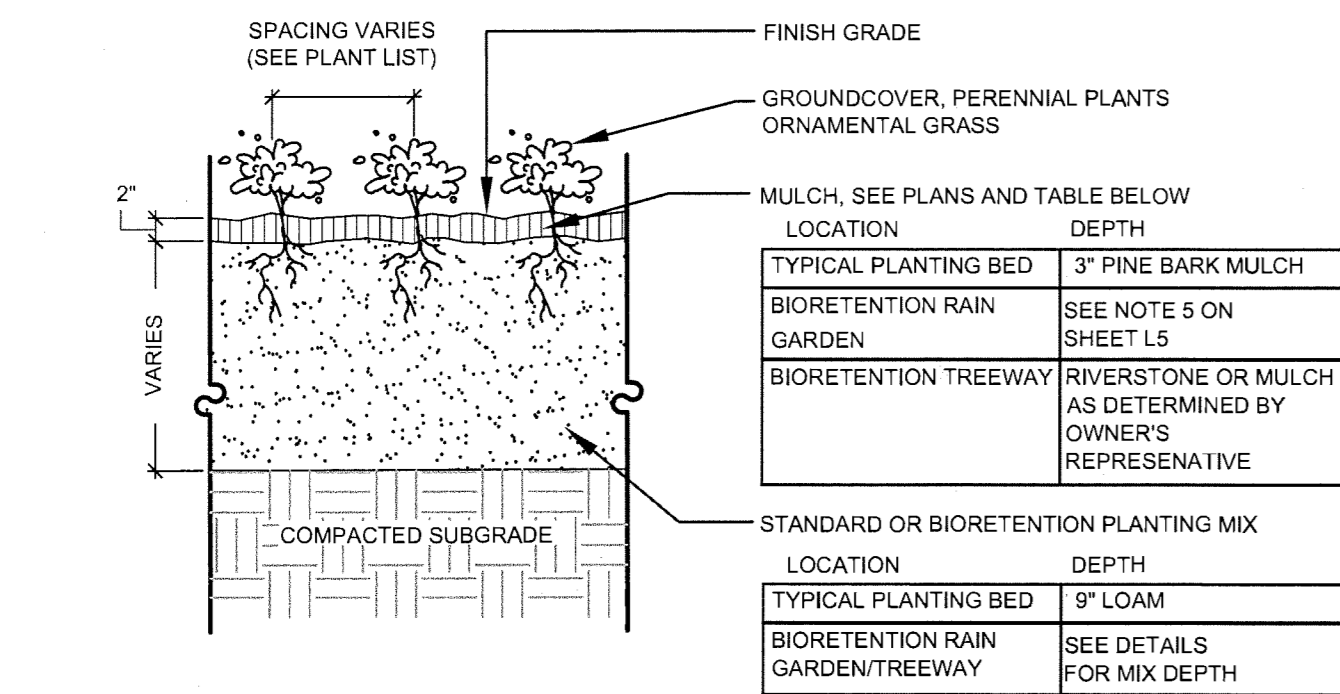 SPACING VARIES
(SEE PLANT LIST)
FINISH GRADE
GROUNDCOVER, PERENNIAL PLANTS
ORNAMENTAL GRASS
2"
MULCH, SEE PLANS AND TABLE BELOW
LOCATION DEPTH
TYPICAL PLANTING BED 3" PINE BARK MULCH
BIORETENTION RAIN
GARDEN
SEE NOTE 5 ON
SHEET L5
BIORETENTION TREEWAY
RIVERSTONE OR MULCH
AS DETERMINED BY
OWNER'S
REPRESENATIVE
VARIES
COMPACTED SUBGRADE
STANDARD OR BIORETENTION PLANTING MIX
LOCATION DEPTH
TYPICAL PLANTING BED 9" LOAM
BIORETENTION RAIN
GARDEN/TREEWAY
SEE DETAILS
FOR MIX DEPTH